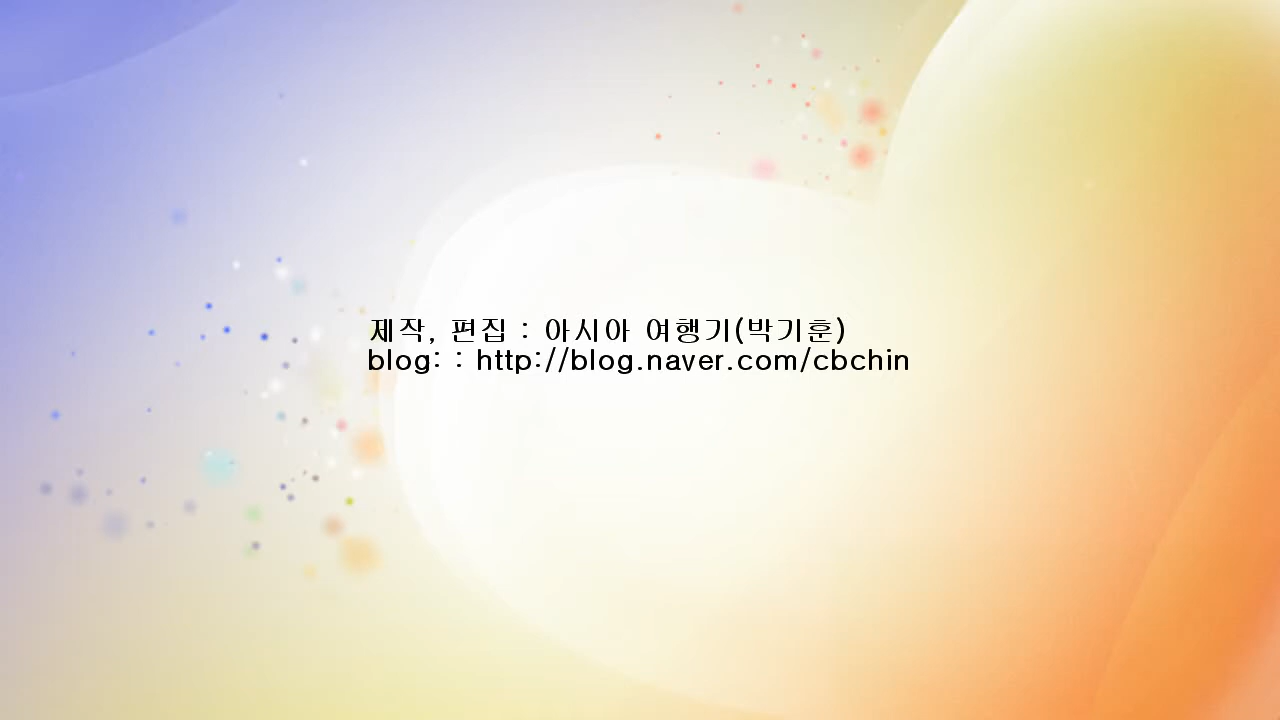 제작, 편집 : 아시아 여행기(박기훈)
blog: : http://blog.naver.com/cbchin